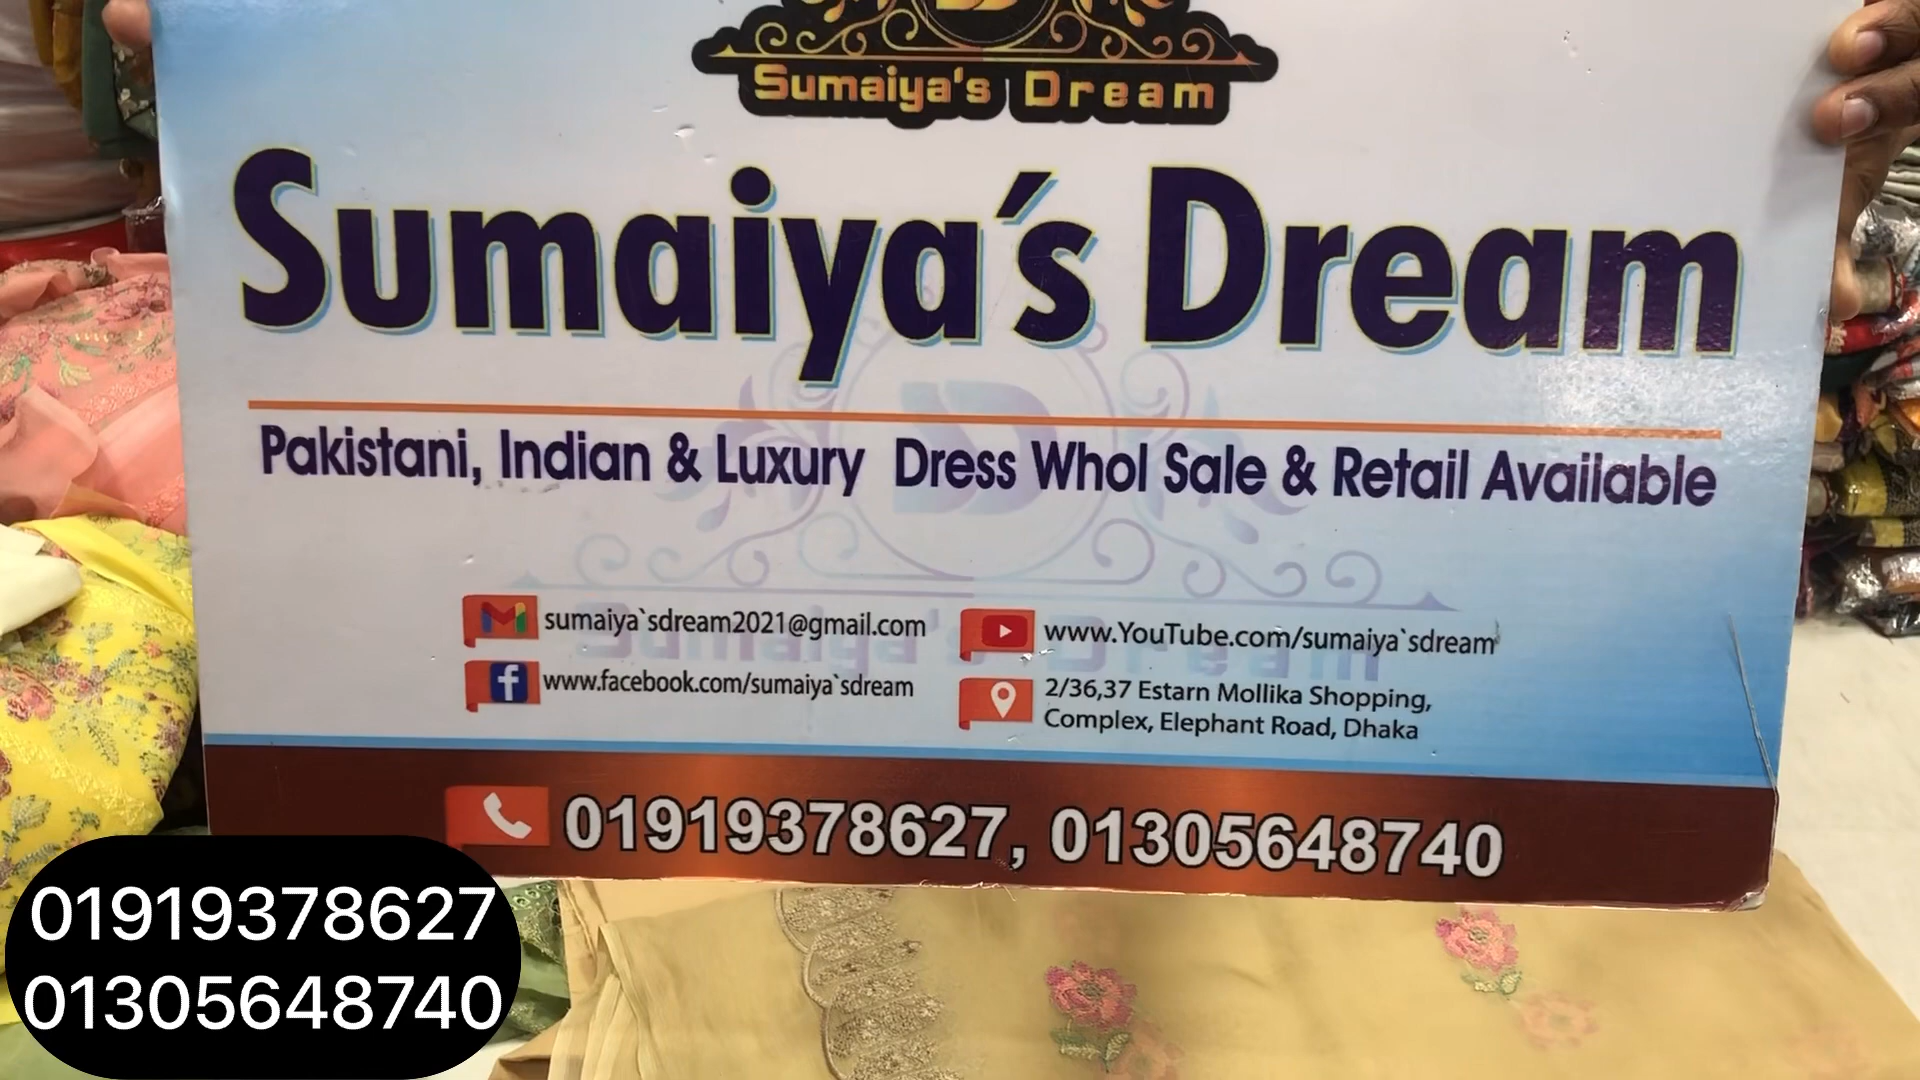 Sumaiya's Dream
Sumaiya's Dream
Pakistani, Indian & Luxury Dress Whol Sale & Retail Available
Sumaiya's Dream
sumaiya`sdream2021@gmail.com
www.facebook.com/sumaiya`sdream
www.YouTube.com/sumaiya`sdream
2/36,37 Estarn Mollika Shopping,
Complex, Elephant Road, Dhaka
01919378627, 01305648740
01919378627
01305648740